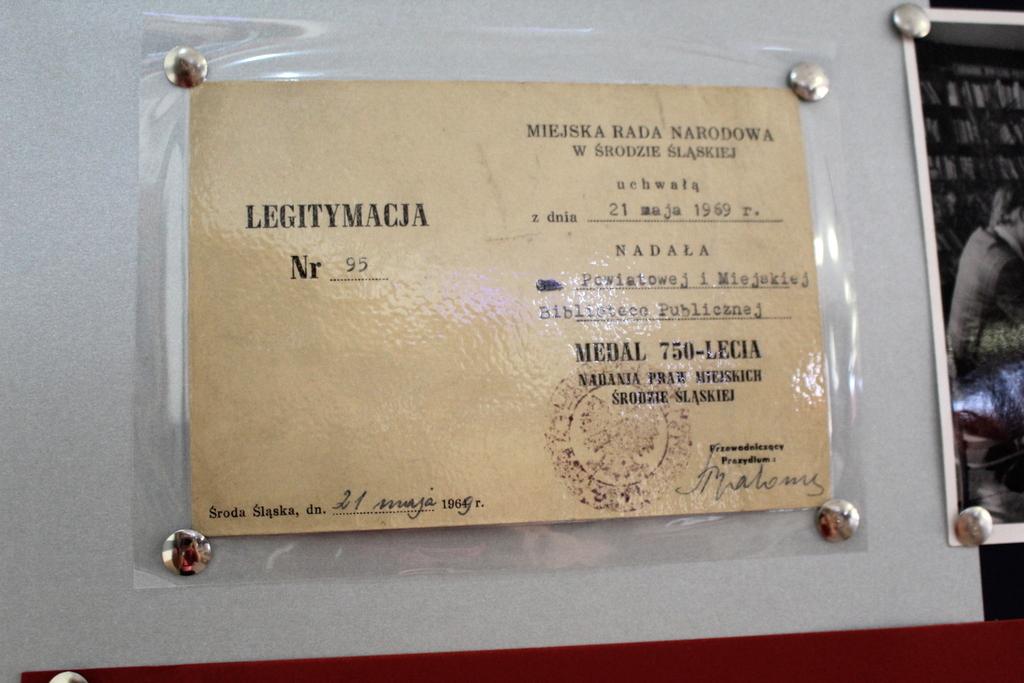 LEGITYMACJA
Nr 95
Środa Śląska, dn. 21 maja 1969 r.
MIEJSKA RADA NARODOWA
W ŚRODZIE ŚLĄSKIEJ
uchwałą
z dnia 21 maja 1969 r.
NADAŁA
Powiatowej i Miejskiej
Bibliotece Publicznej
MEDAL 750-LECIA
NADANIA PRAW MIEJSKICH
ŚRODZIE ŚLĄSKIEJ
Przewodniczący
Prezydium: